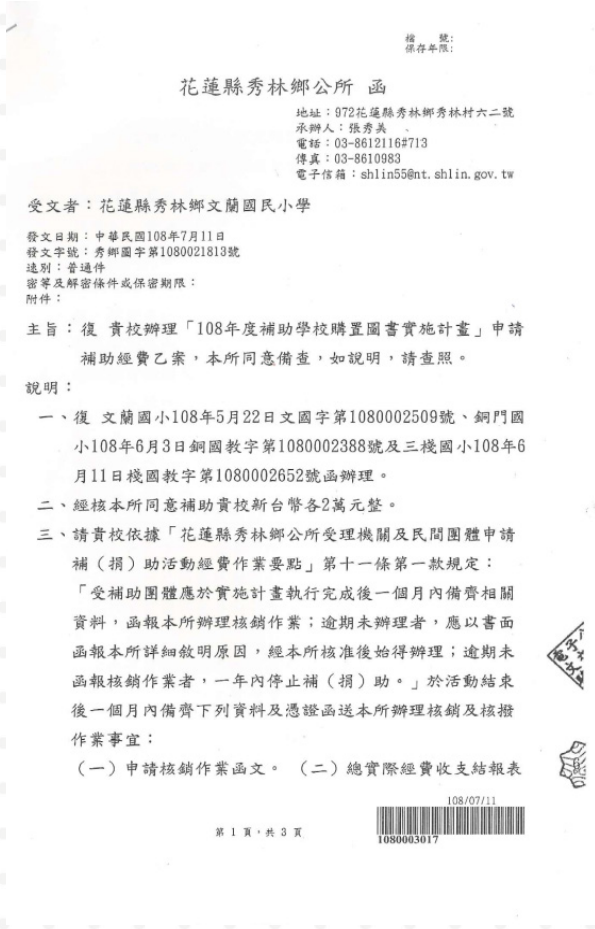 檔 號:
保存年限:
花蓮縣秀林鄉公所 函
地址：972花蓮縣秀林鄉秀林村六二號
承辦人：張秀美
電話：03-8612116#713
傳真：03-8610983
電子信箱：shlin55@nt.shlin.gov.tw
受文者：花蓮縣秀林鄉文蘭國民小學
發文日期：中華民國108年7月11日
發文字號：秀鄉圖字第1080021813號
速別：普通件
密等及解密條件或保密期限：
附件：
主旨：復 貴校辦理「108年度補助學校購置圖書實施計畫」申請
補助經費乙案，本所同意備查，如說明，請查照。
說明：
一、復 文蘭國小108年5月22日文國字第1080002509號、銅門國
小108年6月3日銅國教字第1080002388號及三棧國小108年6
月11日棧國教字第1080002652號函辦理。
二、經核本所同意補助貴校新台幣各2萬元整。
三、請貴校依據「花蓮縣秀林鄉公所受理機關及民間團體申請
補（捐）助活動經費作業要點」第十一條第一款規定：
「受補助團體應於實施計畫執行完成後一個月內備齊相關
資料，函報本所辦理核銷作業；逾期未辦理者，應以書面
函報本所詳細敘明原因，經本所核准後始得辦理；逾期未
函報核銷作業者，一年內停止補（捐）助。」於活動結束
後一個月內備齊下列資料及憑證函送本所辦理核銷及核撥
作業事宜：
（一）申請核銷作業函文。（二）總實際經費收支結報表
第 1 頁，共 3 頁
108/07/11
1080003017